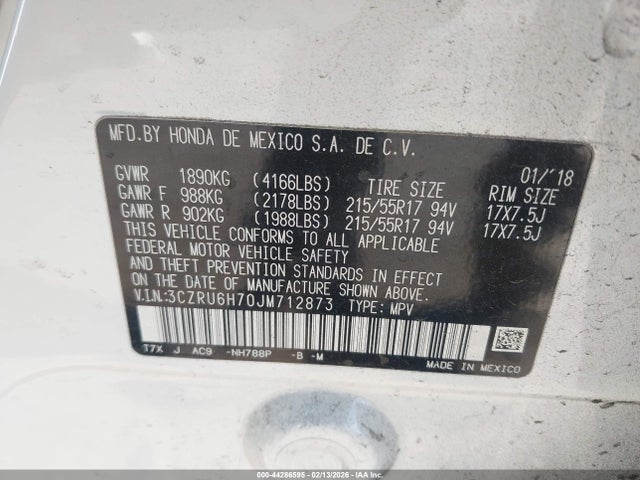 MFD.BY HONDA DE MEXICO S.A. DE C.V. 01/'18
GVWR 1890KG (4166LBS) TIRE SIZE RIM SIZE
GAWR F 988KG (2178LBS) 215/55R17 94V 17X7.5J
GAWR R 902KG (1988LBS) 215/55R17 94V 17X7.5J
THIS VEHICLE CONFORMS TO ALL APPLICABLE
FEDERAL MOTOR VEHICLE SAFETY
AND THEFT PREVENTION STANDARDS IN EFFECT
ON THE DATE OF MANUFACTURE SHOWN ABOVE.
V.I.N:3CZRU6H70JM712873 TYPE: MPV
T7X J AC9 -NH788P -B -M
MADE IN MEXICO
000-44286595 - 02/13/2026 - IAA, Inc.